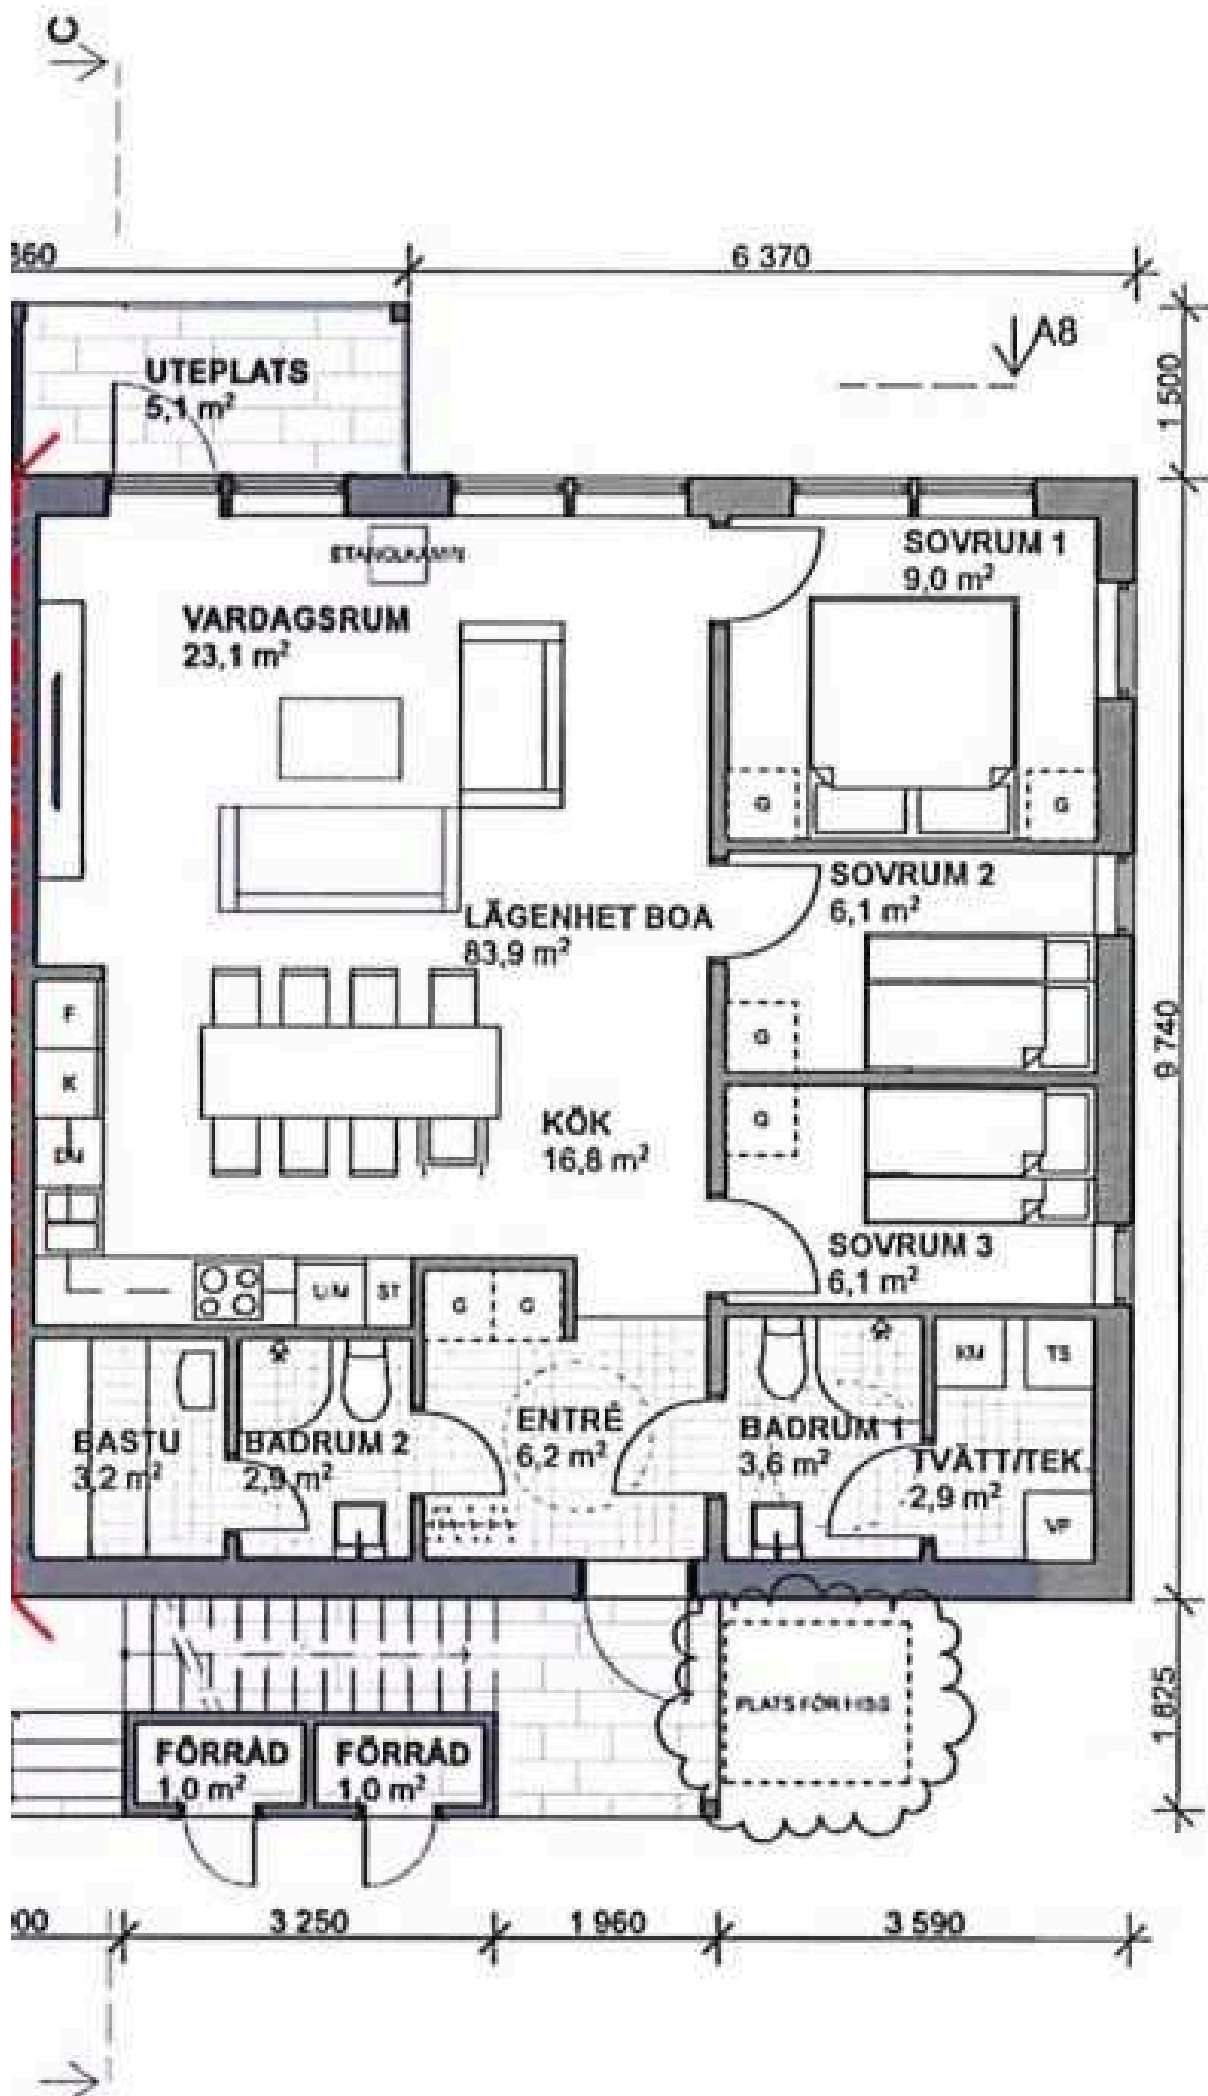 C
360
6 370
A8
1 500
UTEPLATS
5,1 m²
ETANOLKAMIN
SOVRUM 1
9,0 m²
VARDAGSRUM
23,1 m²
G
G
SOVRUM 2
6,1 m²
LÄGENHET BOA
83,9 m²
F
G
9 740
K
G
KÖK
16,8 m²
DM
SOVRUM 3
6,1 m²
U/M
ST
G
G
KM
TS
ENTRÉ
6,2 m²
BASTU
3,2 m²
BADRUM 2
2,9 m²
BADRUM 1
3,6 m²
TVÄTT/TEK.
2,9 m²
VP
PLATS FÖR HISS
1 825
FÖRRÅD
1,0 m²
FÖRRÅD
1,0 m²
00
3 250
1 960
3 590